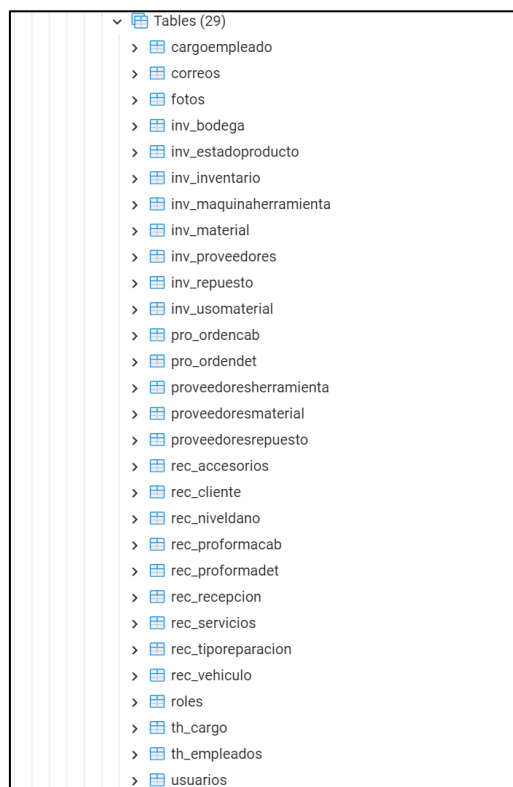 Tables (29)
cargoempleado
correos
fotos
inv_bodega
inv_estadoproducto
inv_inventario
inv_maquinaherramienta
inv_material
inv_proveedores
inv_repuesto
inv_usomaterial
pro_ordencab
pro_ordendet
proveedoresherramienta
proveedoresmaterial
proveedoresrepuesto
rec_accesorios
rec_cliente
rec_niveldano
rec_proformacab
rec_proformadet
rec_recepcion
rec_servicios
rec_tiporeparacion
rec_vehiculo
roles
th_cargo
th_empleados
usuarios